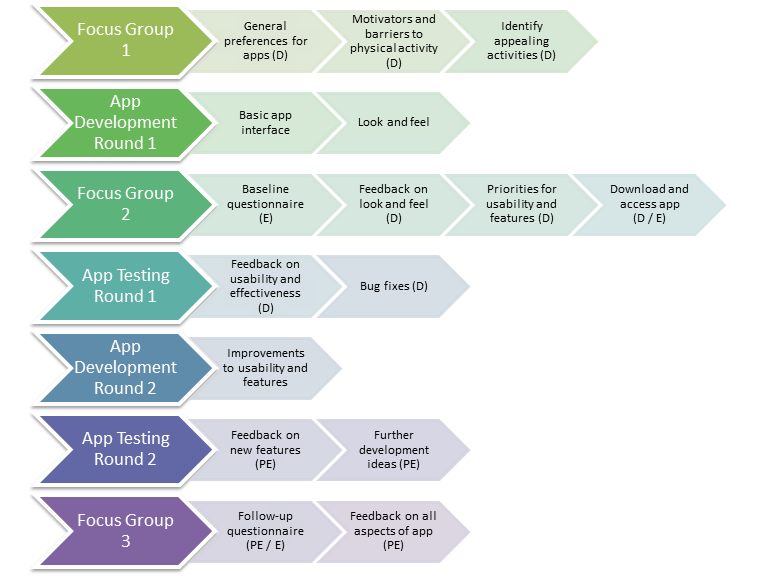 Focus Group
1
General
preferences for
apps (D)
Motivators and
barriers to
physical activity
(D)
Identify
appealing
activities (D)
App
Development
Round 1
Basic app
interface
Look and feel
Focus Group
2
Baseline
questionnaire
(E)
Feedback on
look and feel
(D)
Priorities for
usability and
features (D)
Download and
access app
(D / E)
App Testing
Round 1
Feedback on
usability and
effectiveness
(D)
Bug fixes (D)
App
Development
Round 2
Improvements
to usability and
features
App Testing
Round 2
Feedback on
new features
(PE)
Further
development
ideas (PE)
Focus Group
3
Follow-up
questionnaire
(PE / E)
Feedback on all
aspects of app
(PE)